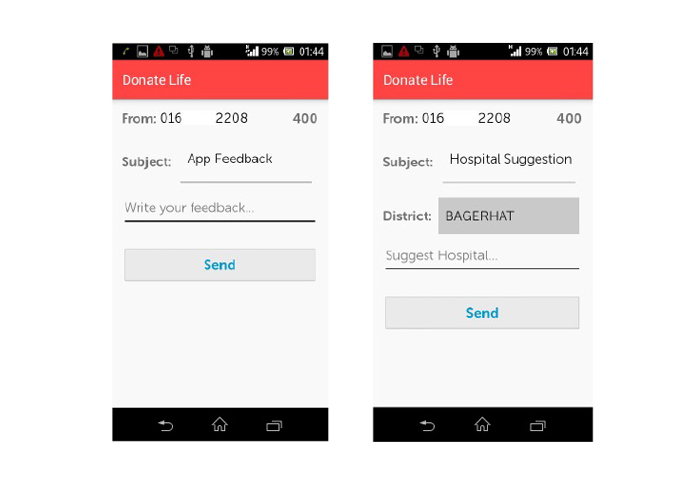 99% 01:44
Donate Life
From: 016 2208 400
Subject: App Feedback
Write your feedback...
Send
99% 01:44
Donate Life
From: 016 2208 400
Subject: Hospital Suggestion
District: BAGERHAT
Suggest Hospital...
Send